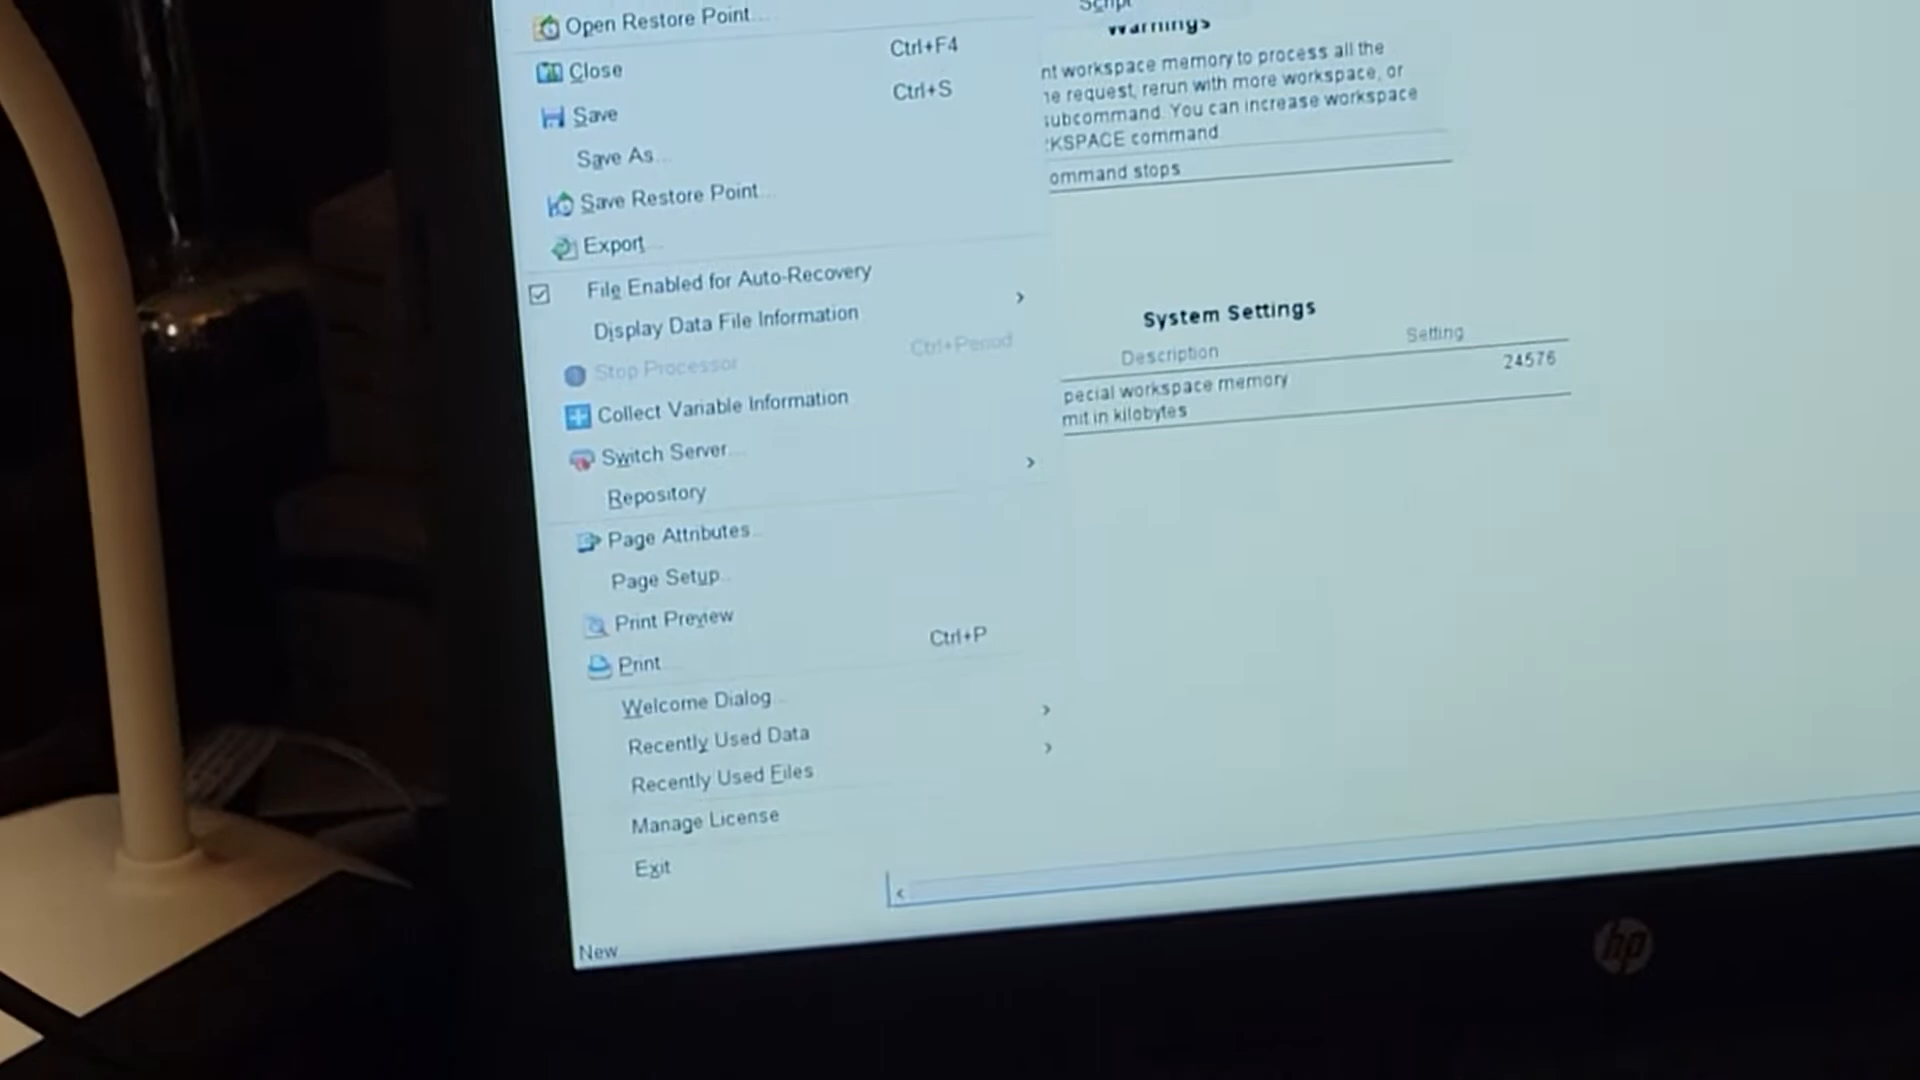 Open Restore Point...
Close Ctrl+F4
Save Ctrl+S
Save As...
Save Restore Point...
Export...
File Enabled for Auto-Recovery
Display Data File Information
Stop Processor Ctrl+Period
Collect Variable Information
Switch Server...
Repository
Page Attributes...
Page Setup...
Print Preview
Print Ctrl+P
Welcome Dialog...
Recently Used Data
Recently Used Files
Manage License
Exit
New
Script
Warnings
nt workspace memory to process all the
ne request, rerun with more workspace, or
subcommand. You can increase workspace
KSPACE command.
ommand stops
System Settings
Description Setting
pecial workspace memory 24576
mit in kilobytes
hp